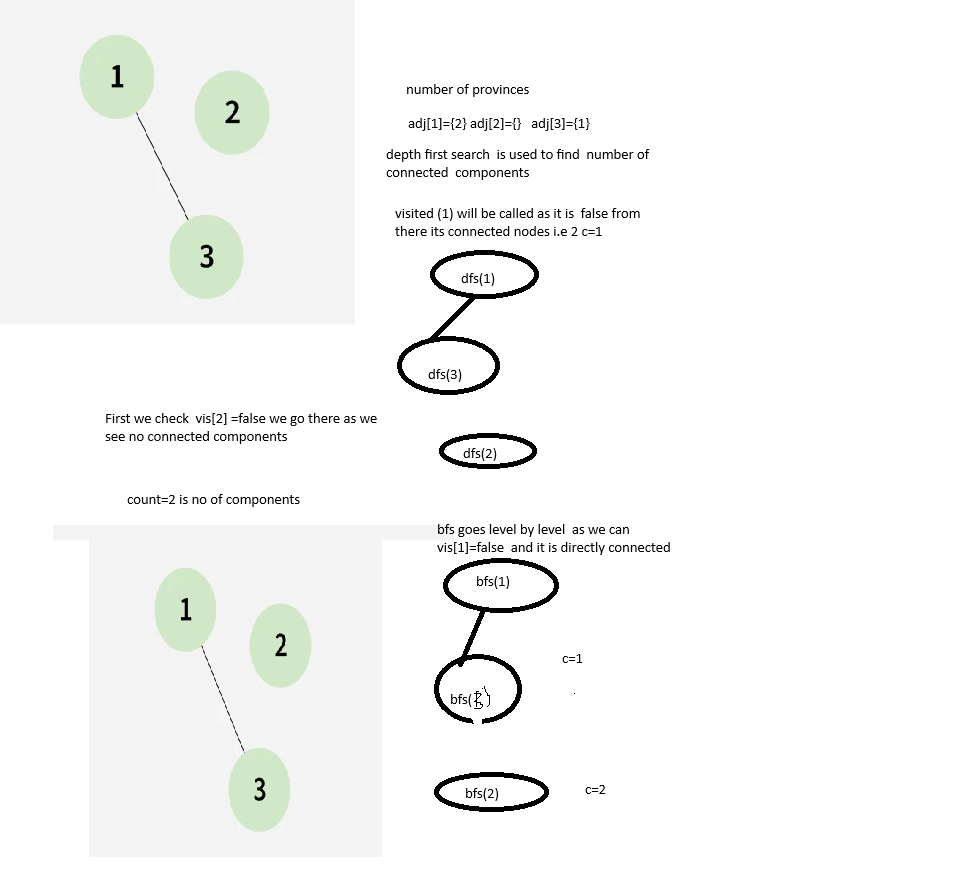 1
2
3
number of provinces
adj[1]={2} adj[2]={} adj[3]={1}
depth first search is used to find number of
connected components
visited (1) will be called as it is false from
there its connected nodes i.e 2 c=1
dfs(1)
dfs(3)
First we check vis[2] =false we go there as we
see no connected components
dfs(2)
count=2 is no of components
bfs goes level by level as we can
vis[1]=false and it is directly connected
1
2
3
bfs(1)
c=1
bfs( )
bfs(2)
c=2